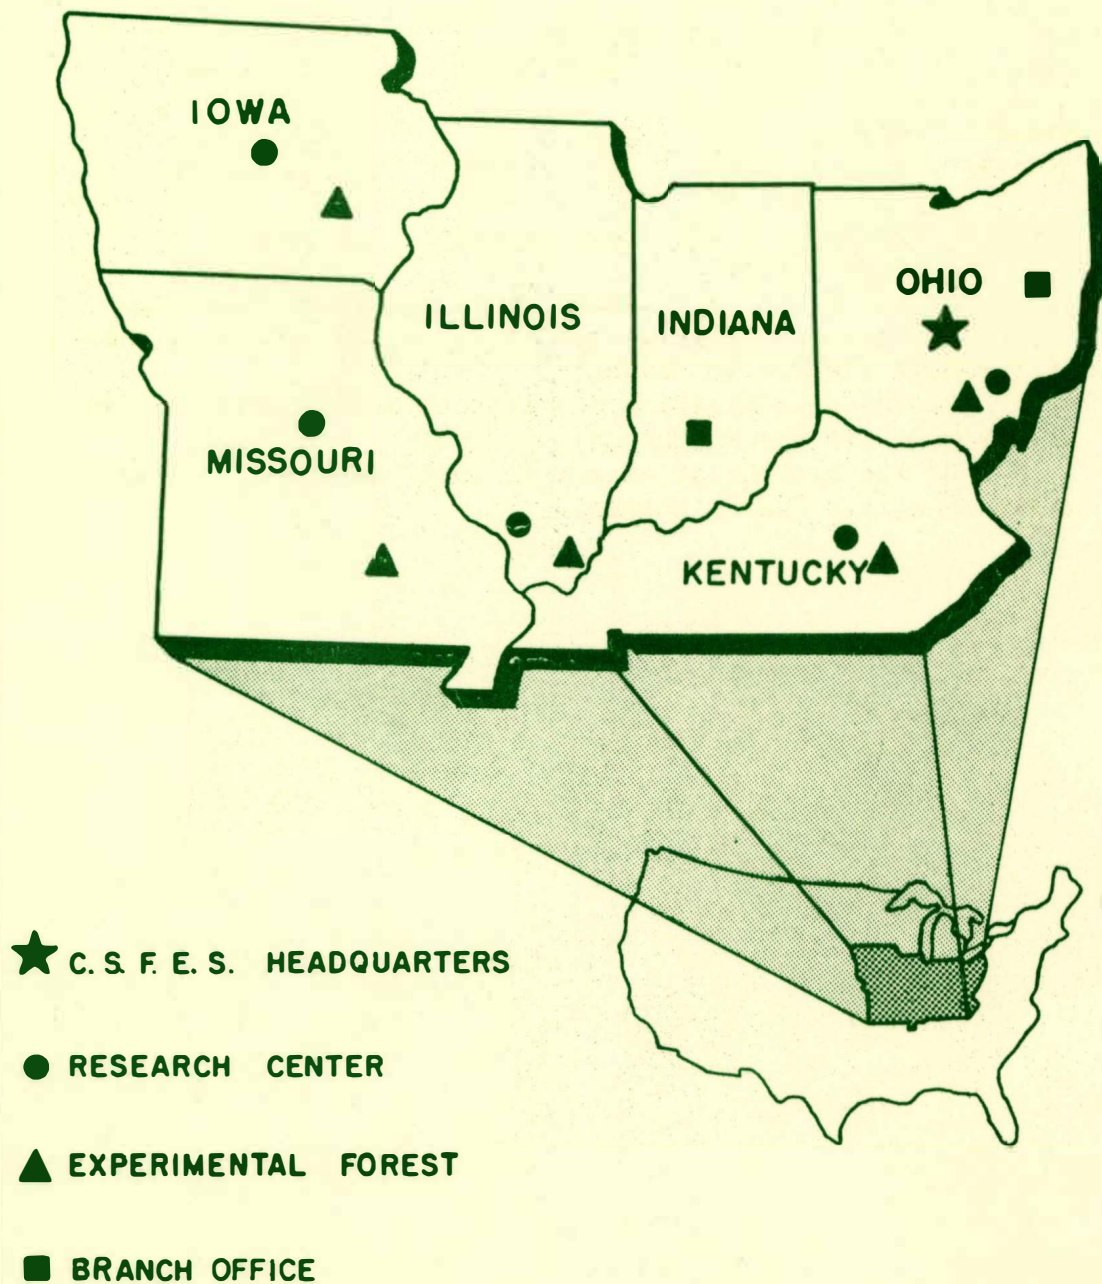 IOWA
OHIO
ILLINOIS
INDIANA
MISSOURI
KENTUCKY
C. S. F. E. S. HEADQUARTERS
RESEARCH CENTER
EXPERIMENTAL FOREST
BRANCH OFFICE